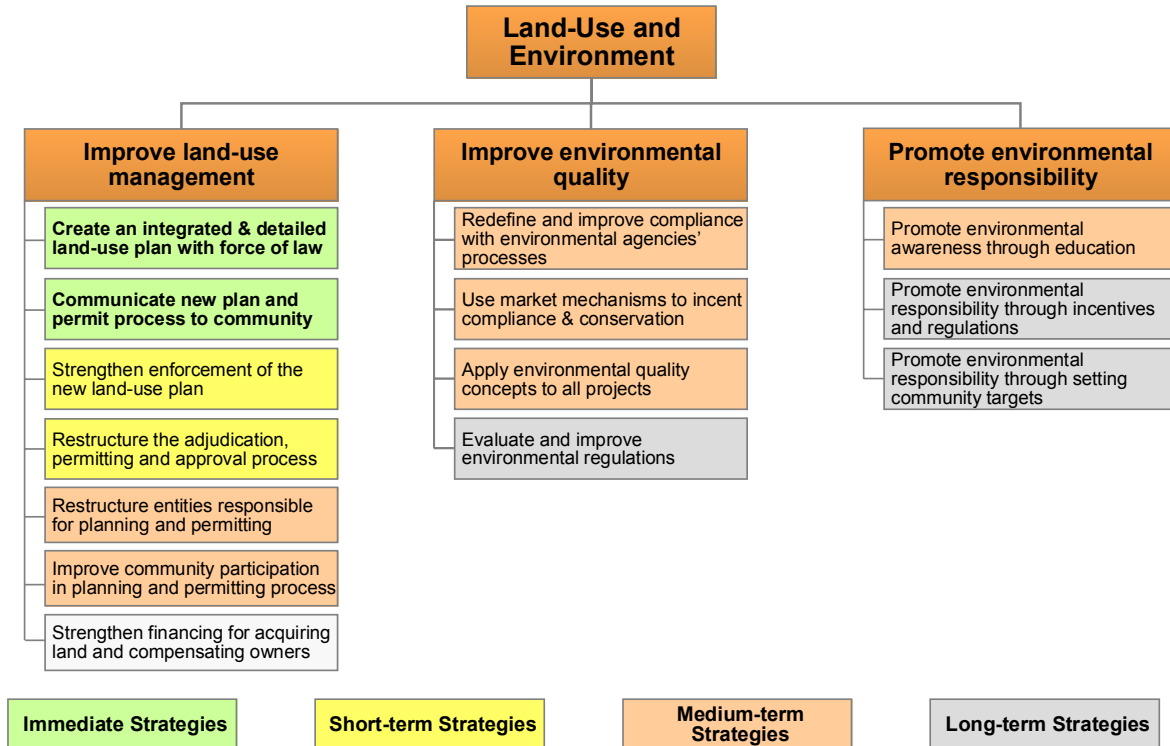 Land-Use and
Environment
Improve land-use
management
Create an integrated & detailed
land-use plan with force of law
Communicate new plan and
permit process to community
Strengthen enforcement of the
new land-use plan
Restructure the adjudication,
permitting and approval process
Restructure entities responsible
for planning and permitting
Improve community participation
in planning and permitting process
Strengthen financing for acquiring
land and compensating owners
Improve environmental
quality
Redefine and improve compliance
with environmental agencies’
processes
Use market mechanisms to incent
compliance & conservation
Apply environmental quality
concepts to all projects
Evaluate and improve
environmental regulations
Promote environmental
responsibility
Promote environmental
awareness through education
Promote environmental
responsibility through incentives
and regulations
Promote environmental
responsibility through setting
community targets
Immediate Strategies
Short-term Strategies
Medium-term
Strategies
Long-term Strategies